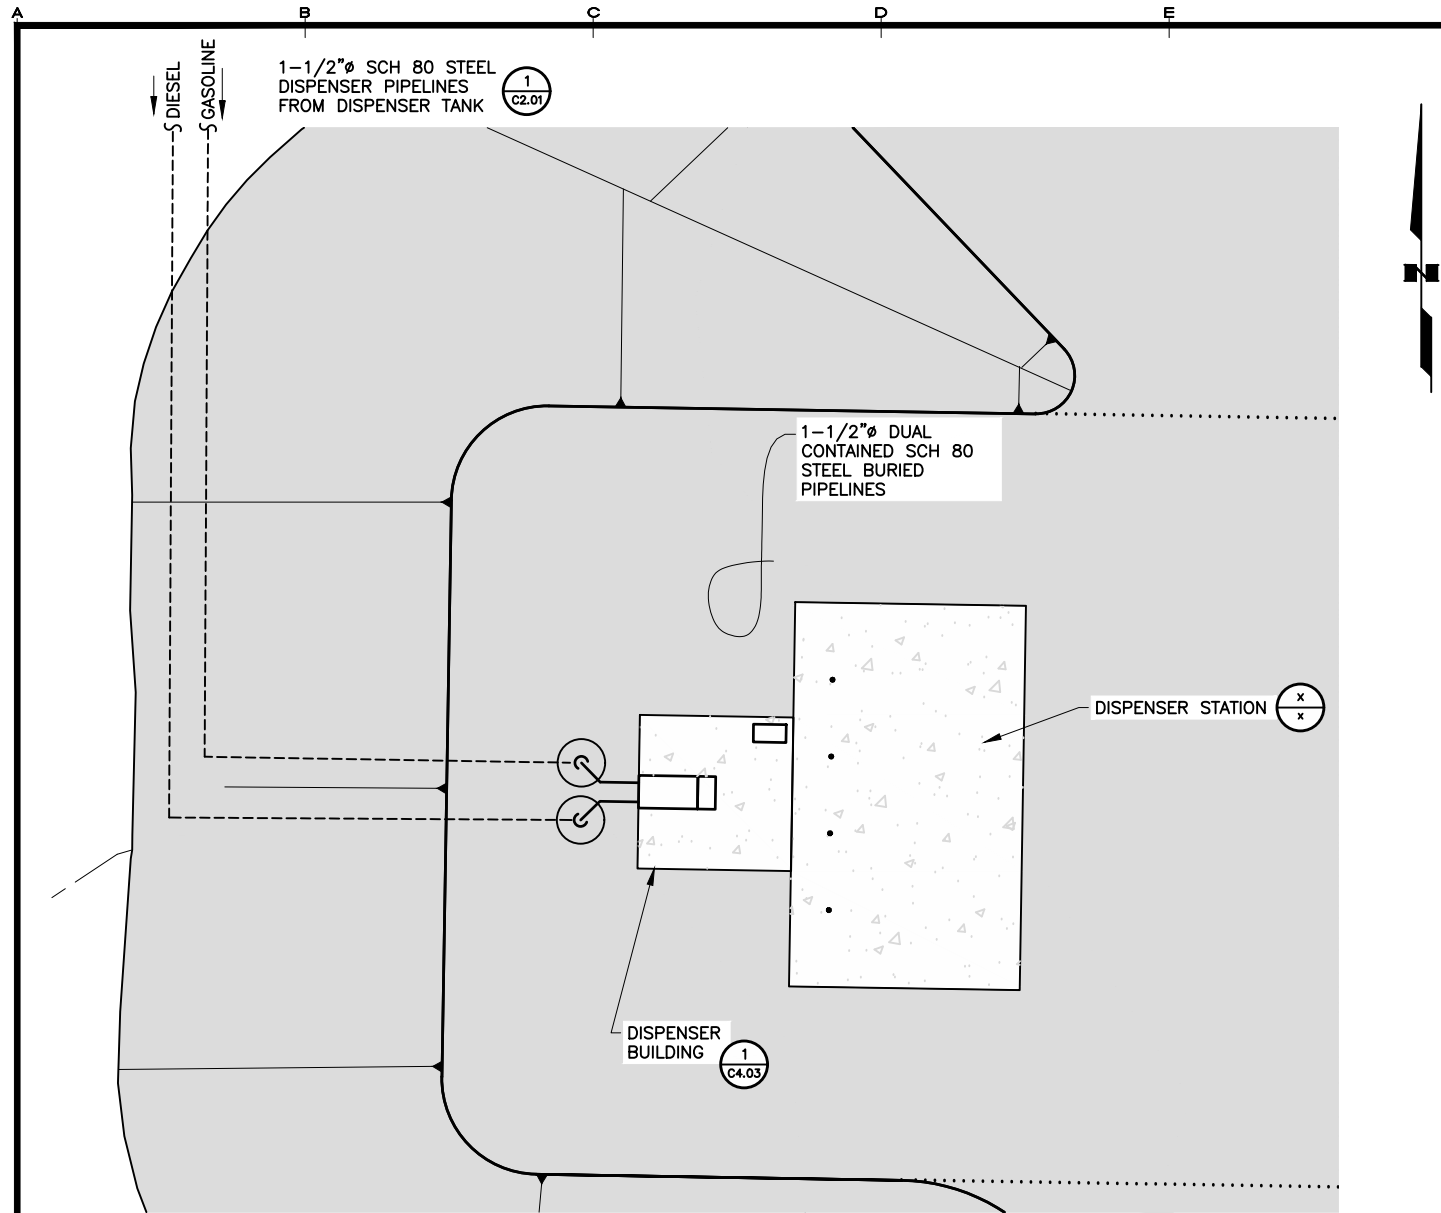 A B C D E
DIESEL
GASOLINE
1-1/2"ø SCH 80 STEEL
DISPENSER PIPELINES
FROM DISPENSER TANK
1
C2.01
N
1-1/2"ø DUAL
CONTAINED SCH 80
STEEL BURIED
PIPELINES
DISPENSER STATION
X
X
DISPENSER
BUILDING
1
C4.03